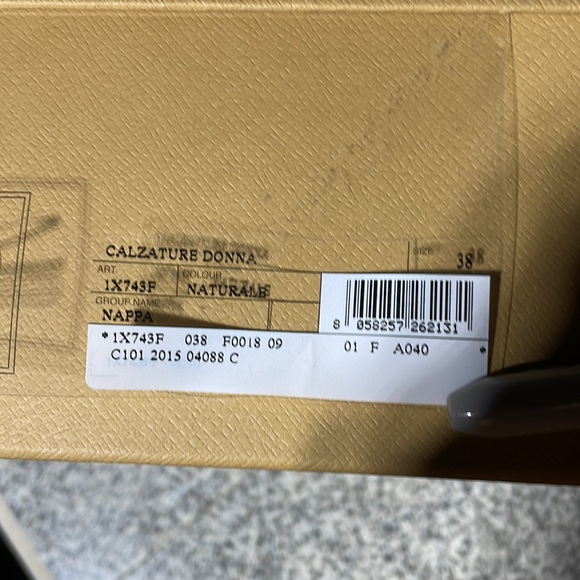 CALZATURE DONNA
SIZE
38
ART.
COLOUR
1X743F
NATURALE
GROUP NAME
NAPPA
8 058257 262131
*1X743F 038 F0018 09 01 F A040 *
C101 2015 04088 C